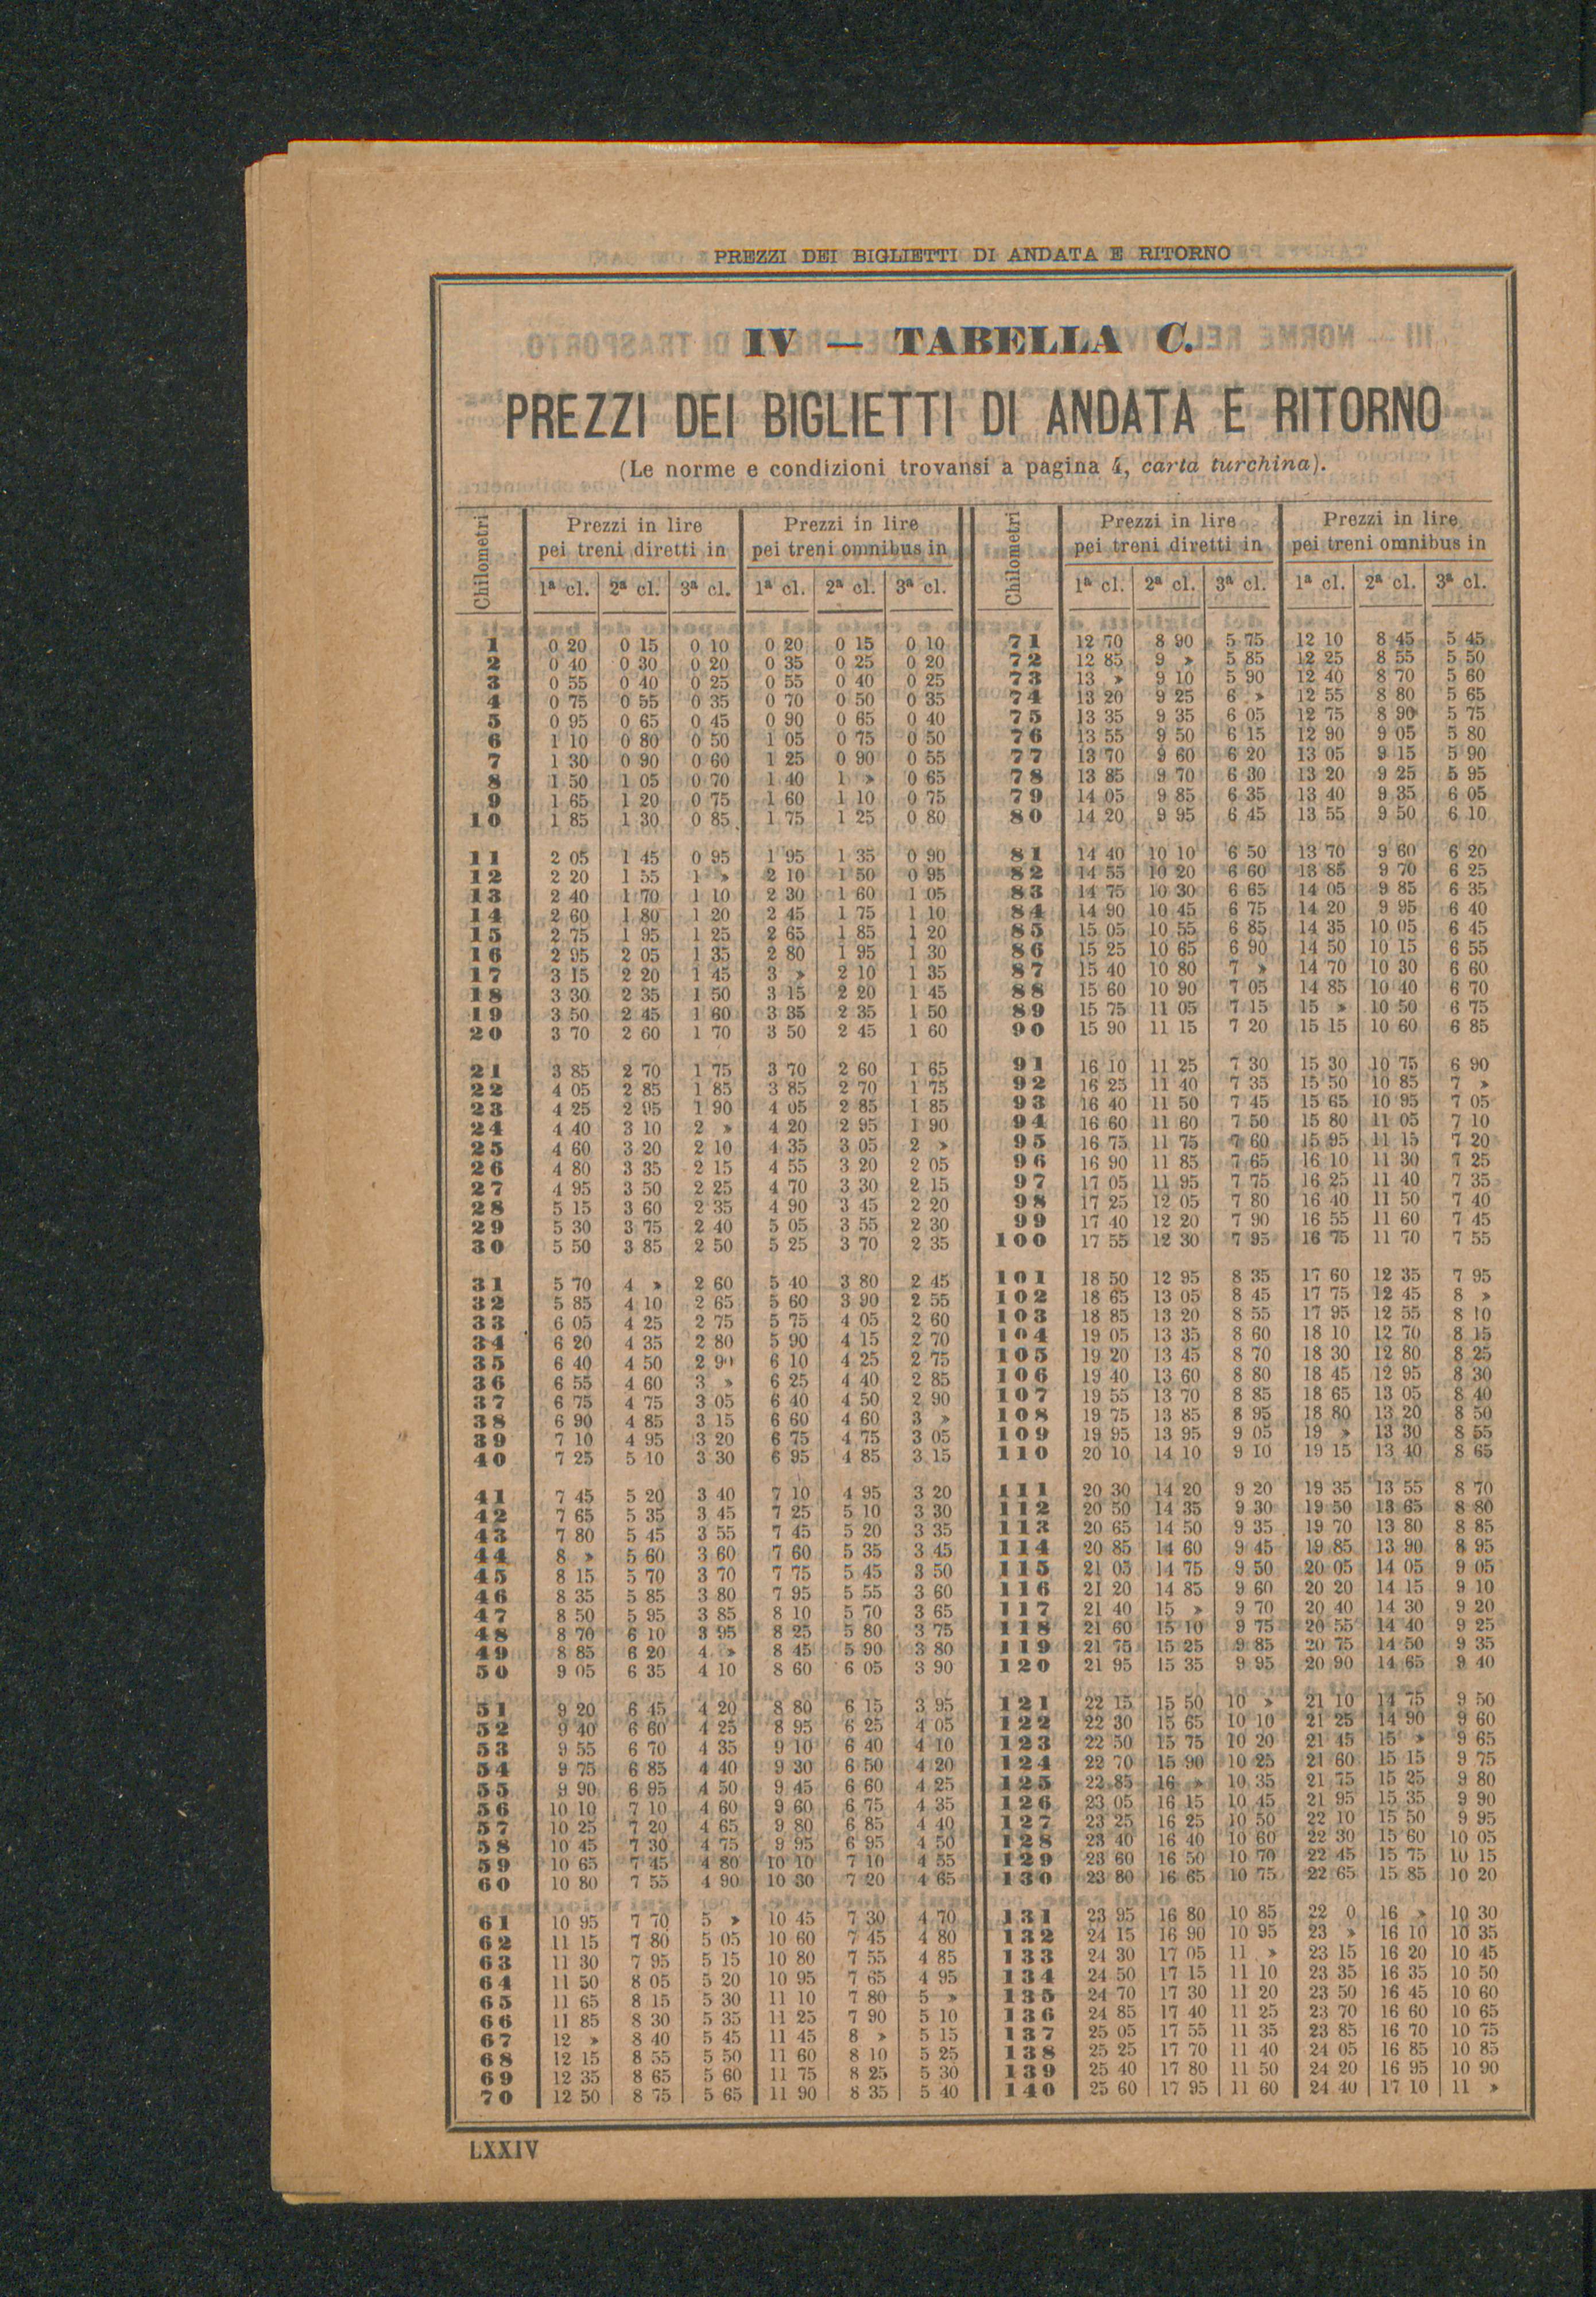 PREZZI DEI BIGLIETTI DI ANDATA E RITORNO
IV — TABELLA C.
PREZZI DEI BIGLIETTI DI ANDATA E RITORNO
(Le norme e condizioni trovansi a pagina 4, carta turchina).
Chilometri
Prezzi in lire pei treni diretti in
Prezzi in lire pei treni omnibus in
Chilometri
Prezzi in lire pei treni diretti in
Prezzi in lire pei treni omnibus in
1ª cl. 2ª cl. 3ª cl. 1ª cl. 2ª cl. 3ª cl. 1ª cl. 2ª cl. 3ª cl. 1ª cl. 2ª cl. 3ª cl.
1 0 20 0 15 0 10 0 20 0 15 0 10 71 12 70 8 90 5 75 12 10 8 45 5 45
2 0 40 0 30 0 20 0 35 0 25 0 20 72 12 85 9 » 5 85 12 25 8 55 5 50
3 0 55 0 40 0 25 0 55 0 40 0 25 73 13 » 9 10 5 90 12 40 8 70 5 60
4 0 75 0 55 0 35 0 70 0 50 0 35 74 13 20 9 25 6 » 12 55 8 80 5 65
5 0 95 0 65 0 45 0 90 0 65 0 40 75 13 35 9 35 6 05 12 75 8 90 5 75
6 1 10 0 80 0 50 1 05 0 75 0 50 76 13 55 9 50 6 15 12 90 9 05 5 80
7 1 30 0 90 0 60 1 25 0 90 0 55 77 13 70 9 60 6 20 13 05 9 15 5 90
8 1 50 1 05 0 70 1 40 1 » 0 65 78 13 85 9 70 6 30 13 20 9 25 5 95
9 1 65 1 20 0 75 1 60 1 10 0 75 79 14 05 9 85 6 35 13 40 9 35 6 05
10 1 85 1 30 0 85 1 75 1 25 0 80 80 14 20 9 95 6 45 13 55 9 50 6 10
11 2 05 1 45 0 95 1 95 1 35 0 90 81 14 40 10 10 6 50 13 70 9 60 6 20
12 2 20 1 55 1 » 2 10 1 50 0 95 82 14 55 10 20 6 60 13 85 9 70 6 25
13 2 40 1 70 1 10 2 30 1 60 1 05 83 14 75 10 30 6 65 14 05 9 85 6 35
14 2 60 1 80 1 20 2 45 1 75 1 10 84 14 90 10 45 6 75 14 20 9 95 6 40
15 2 75 1 95 1 25 2 65 1 85 1 20 85 15 05 10 55 6 85 14 35 10 05 6 45
16 2 95 2 05 1 35 2 80 1 95 1 30 86 15 25 10 65 6 90 14 50 10 15 6 55
17 3 15 2 20 1 45 3 » 2 10 1 35 87 15 40 10 80 7 » 14 70 10 30 6 60
18 3 30 2 35 1 50 3 15 2 20 1 45 88 15 60 10 90 7 05 14 85 10 40 6 70
19 3 50 2 45 1 60 3 35 2 35 1 50 89 15 75 11 05 7 15 15 » 10 50 6 75
20 3 70 2 60 1 70 3 50 2 45 1 60 90 15 90 11 15 7 20 15 15 10 60 6 85
21 3 85 2 70 1 75 3 70 2 60 1 65 91 16 10 11 25 7 30 15 30 10 75 6 90
22 4 05 2 85 1 85 3 85 2 70 1 75 92 16 25 11 40 7 35 15 50 10 85 7 »
23 4 25 2 95 1 90 4 05 2 85 1 85 93 16 40 11 50 7 45 15 65 10 95 7 05
24 4 40 3 10 2 » 4 20 2 95 1 90 94 16 60 11 60 7 50 15 80 11 05 7 10
25 4 60 3 20 2 10 4 35 3 05 2 » 95 16 75 11 75 7 60 15 95 11 15 7 20
26 4 80 3 35 2 15 4 55 3 20 2 05 96 16 90 11 85 7 65 16 10 11 30 7 25
27 4 95 3 50 2 25 4 70 3 30 2 15 97 17 05 11 95 7 75 16 25 11 40 7 35
28 5 15 3 60 2 35 4 90 3 45 2 20 98 17 25 12 05 7 80 16 40 11 50 7 40
29 5 30 3 75 2 40 5 05 3 55 2 30 99 17 40 12 20 7 90 16 55 11 60 7 45
30 5 50 3 85 2 50 5 25 3 70 2 35 100 17 55 12 30 7 95 16 75 11 70 7 55
31 5 70 4 » 2 60 5 40 3 80 2 45 101 18 50 12 95 8 35 17 60 12 35 7 95
32 5 85 4 10 2 65 5 60 3 90 2 55 102 18 65 13 05 8 45 17 75 12 45 8 »
33 6 05 4 25 2 75 5 75 4 05 2 60 103 18 85 13 20 8 55 17 95 12 55 8 10
34 6 20 4 35 2 80 5 90 4 15 2 70 104 19 05 13 35 8 60 18 10 12 70 8 15
35 6 40 4 50 2 90 6 10 4 25 2 75 105 19 20 13 45 8 70 18 30 12 80 8 25
36 6 55 4 60 3 » 6 25 4 40 2 85 106 19 40 13 60 8 80 18 45 12 95 8 30
37 6 75 4 75 3 05 6 40 4 50 2 90 107 19 55 13 70 8 85 18 65 13 05 8 40
38 6 90 4 85 3 15 6 60 4 60 3 » 108 19 75 13 85 8 95 18 80 13 20 8 50
39 7 10 4 95 3 20 6 75 4 75 3 05 109 19 95 13 95 9 05 19 » 13 30 8 55
40 7 25 5 10 3 30 6 95 4 85 3 15 110 20 10 14 10 9 10 19 15 13 40 8 65
41 7 45 5 20 3 40 7 10 4 95 3 20 111 20 30 14 20 9 20 19 35 13 55 8 70
42 7 65 5 35 3 45 7 25 5 10 3 30 112 20 50 14 35 9 30 19 50 13 65 8 80
43 7 80 5 45 3 55 7 45 5 20 3 35 113 20 65 14 50 9 35 19 70 13 80 8 85
44 8 » 5 60 3 60 7 60 5 35 3 45 114 20 85 14 60 9 45 19 85 13 90 8 95
45 8 15 5 70 3 70 7 75 5 45 3 50 115 21 05 14 75 9 50 20 05 14 05 9 05
46 8 35 5 85 3 80 7 95 5 55 3 60 116 21 20 14 85 9 60 20 20 14 15 9 10
47 8 50 5 95 3 85 8 10 5 70 3 65 117 21 40 15 » 9 70 20 40 14 30 9 20
48 8 70 6 10 3 95 8 25 5 80 3 75 118 21 60 15 10 9 75 20 55 14 40 9 25
49 8 85 6 20 4 » 8 45 5 90 3 80 119 21 75 15 25 9 85 20 75 14 50 9 35
50 9 05 6 35 4 10 8 60 6 05 3 90 120 21 95 15 35 9 95 20 90 14 65 9 40
51 9 20 6 45 4 20 8 80 6 15 3 95 121 22 15 15 50 10 » 21 10 14 75 9 50
52 9 40 6 60 4 25 8 95 6 25 4 05 122 22 30 15 65 10 10 21 25 14 90 9 60
53 9 55 6 70 4 35 9 10 6 40 4 10 123 22 50 15 75 10 20 21 45 15 » 9 65
54 9 75 6 85 4 40 9 30 6 50 4 20 124 22 70 15 90 10 25 21 60 15 15 9 75
55 9 90 6 95 4 50 9 45 6 60 4 25 125 22 85 16 » 10 35 21 75 15 25 9 80
56 10 10 7 10 4 60 9 60 6 75 4 35 126 23 05 16 15 10 45 21 95 15 35 9 90
57 10 25 7 20 4 65 9 80 6 85 4 40 127 23 25 16 25 10 50 22 10 15 50 9 95
58 10 45 7 30 4 75 9 95 6 95 4 50 128 23 40 16 40 10 60 22 30 15 60 10 05
59 10 65 7 45 4 80 10 10 7 10 4 55 129 23 60 16 50 10 70 22 45 15 75 10 15
60 10 80 7 55 4 90 10 30 7 20 4 65 130 23 80 16 65 10 75 22 65 15 85 10 20
61 10 95 7 70 5 » 10 45 7 30 4 70 131 23 95 16 80 10 85 22 0 16 » 10 30
62 11 15 7 80 5 05 10 60 7 45 4 80 132 24 15 16 90 10 95 23 » 16 10 10 35
63 11 30 7 95 5 15 10 80 7 55 4 85 133 24 30 17 05 11 » 23 15 16 20 10 45
64 11 50 8 05 5 20 10 95 7 65 4 95 134 24 50 17 15 11 10 23 35 16 35 10 50
65 11 65 8 15 5 30 11 10 7 80 5 » 135 24 70 17 30 11 20 23 50 16 45 10 60
66 11 85 8 30 5 35 11 25 7 90 5 10 136 24 85 17 40 11 25 23 70 16 60 10 65
67 12 » 8 40 5 45 11 45 8 » 5 15 137 25 05 17 55 11 35 23 85 16 70 10 75
68 12 15 8 55 5 50 11 60 8 10 5 25 138 25 25 17 70 11 40 24 05 16 85 10 85
69 12 35 8 65 5 60 11 75 8 25 5 30 139 25 40 17 80 11 50 24 20 16 95 10 90
70 12 50 8 75 5 65 11 90 8 35 5 40 140 25 60 17 95 11 60 24 40 17 10 11 »
LXXIV